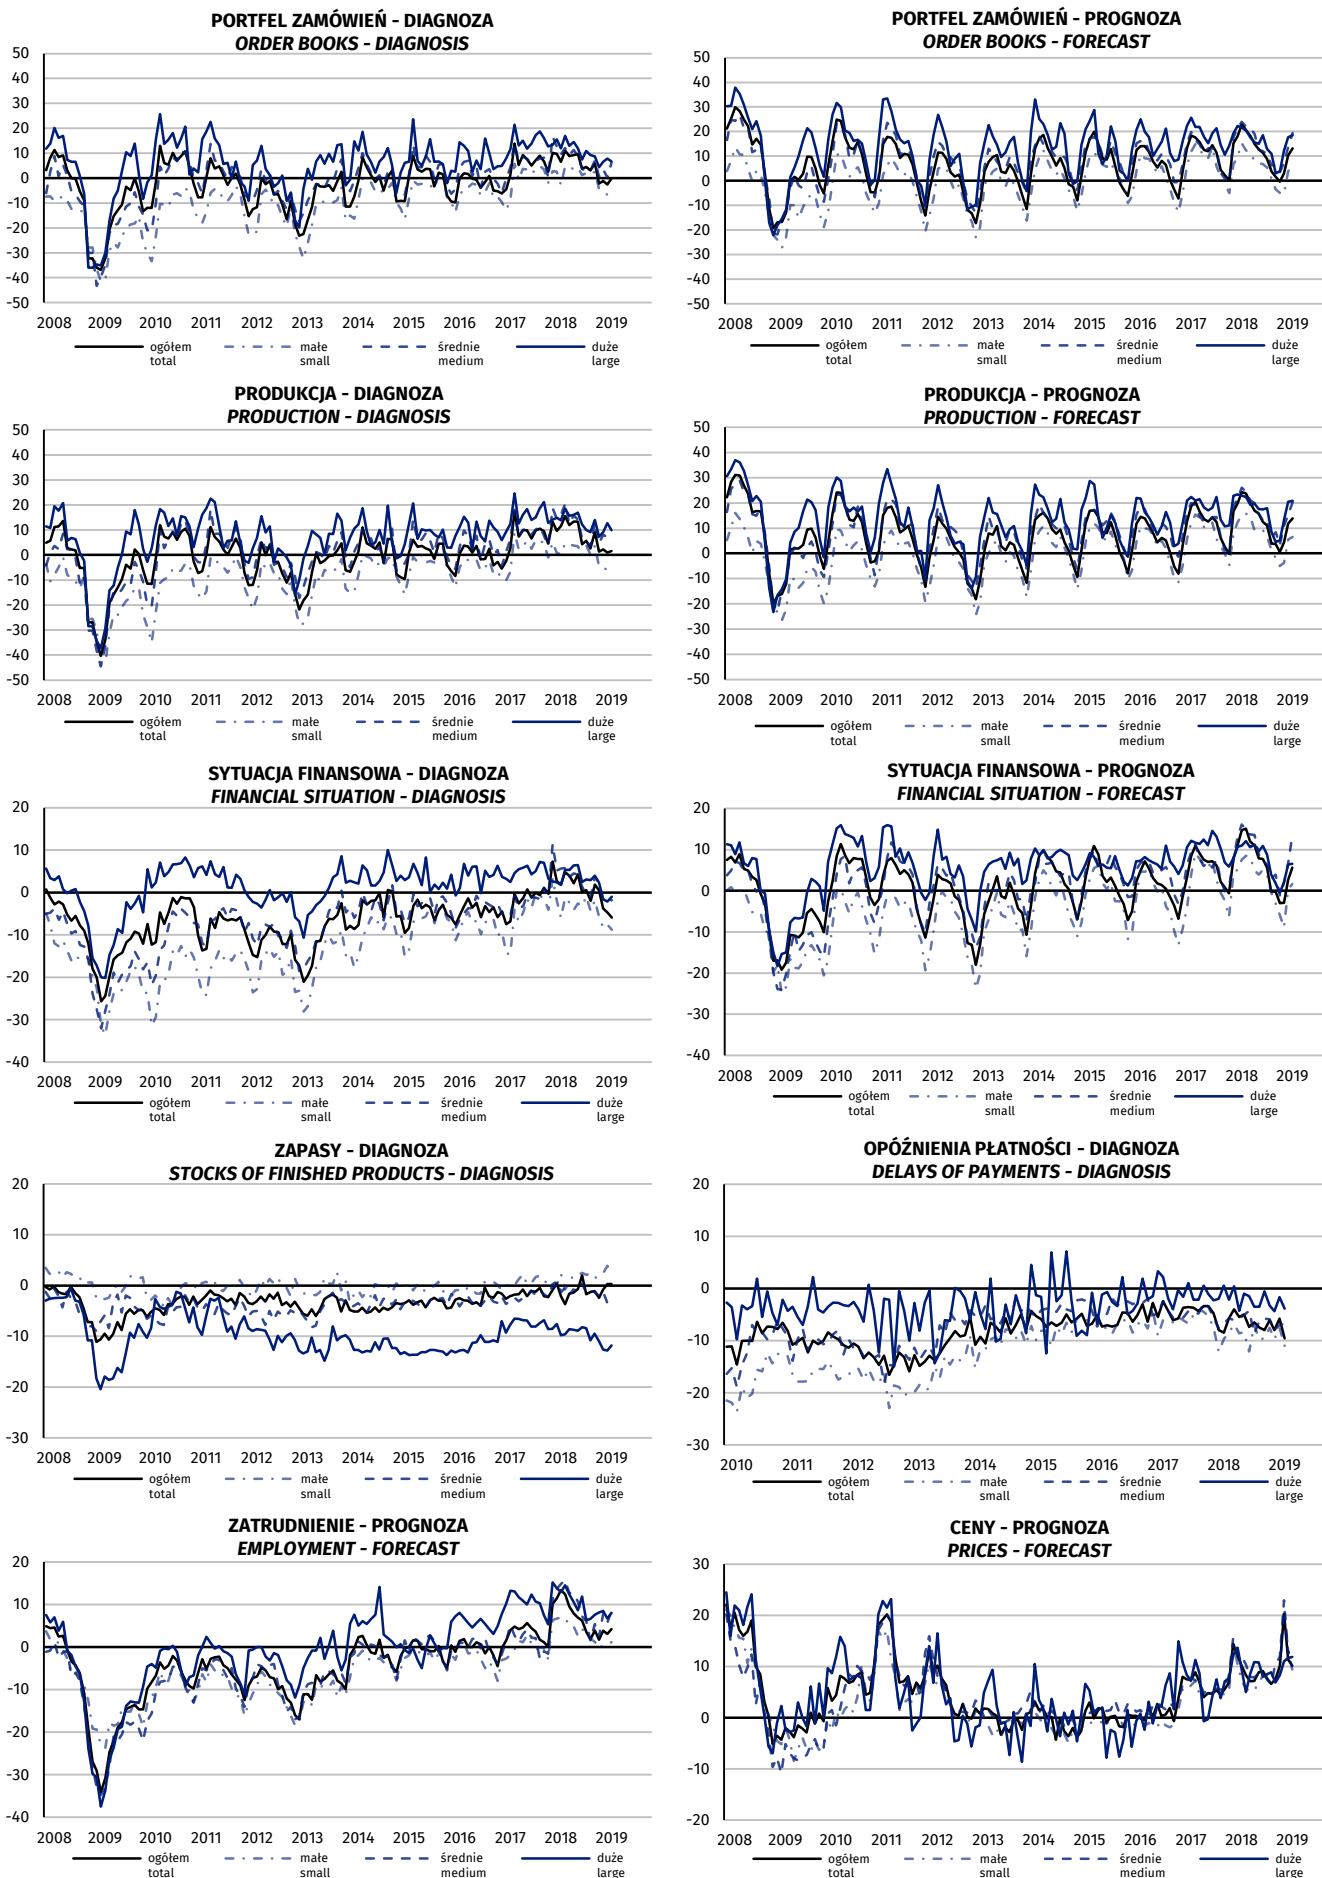 PORTFEL ZAMÓWIEŃ - DIAGNOZA
ORDER BOOKS - DIAGNOSIS
50
40
30
20
10
0
-10
-20
-30
-40
-50
2008 2009 2010 2011 2012 2013 2014 2015 2016 2017 2018 2019
ogółem małe średnie duże
total small medium large
PORTFEL ZAMÓWIEŃ - PROGNOZA
ORDER BOOKS - FORECAST
50
40
30
20
10
0
-10
-20
-30
-40
-50
2008 2009 2010 2011 2012 2013 2014 2015 2016 2017 2018 2019
ogółem małe średnie duże
total small medium large
PRODUKCJA - DIAGNOZA
PRODUCTION - DIAGNOSIS
50
40
30
20
10
0
-10
-20
-30
-40
-50
2008 2009 2010 2011 2012 2013 2014 2015 2016 2017 2018 2019
ogółem małe średnie duże
total small medium large
PRODUKCJA - PROGNOZA
PRODUCTION - FORECAST
50
40
30
20
10
0
-10
-20
-30
-40
-50
2008 2009 2010 2011 2012 2013 2014 2015 2016 2017 2018 2019
ogółem małe średnie duże
total small medium large
SYTUACJA FINANSOWA - DIAGNOZA
FINANCIAL SITUATION - DIAGNOSIS
20
10
0
-10
-20
-30
-40
2008 2009 2010 2011 2012 2013 2014 2015 2016 2017 2018 2019
ogółem małe średnie duże
total small medium large
SYTUACJA FINANSOWA - PROGNOZA
FINANCIAL SITUATION - FORECAST
20
10
0
-10
-20
-30
-40
2008 2009 2010 2011 2012 2013 2014 2015 2016 2017 2018 2019
ogółem małe średnie duże
total small medium large
ZAPASY - DIAGNOZA
STOCKS OF FINISHED PRODUCTS - DIAGNOSIS
20
10
0
-10
-20
-30
2008 2009 2010 2011 2012 2013 2014 2015 2016 2017 2018 2019
ogółem małe średnie duże
total small medium large
OPÓŹNIENIA PŁATNOŚCI - DIAGNOZA
DELAYS OF PAYMENTS - DIAGNOSIS
20
10
0
-10
-20
-30
2010 2011 2012 2013 2014 2015 2016 2017 2018 2019
ogółem małe średnie duże
total small medium large
ZATRUDNIENIE - PROGNOZA
EMPLOYMENT - FORECAST
20
10
0
-10
-20
-30
-40
2008 2009 2010 2011 2012 2013 2014 2015 2016 2017 2018 2019
ogółem małe średnie duże
total small medium large
CENY - PROGNOZA
PRICES - FORECAST
30
20
10
0
-10
-20
2008 2009 2010 2011 2012 2013 2014 2015 2016 2017 2018 2019
ogółem małe średnie duże
total small medium large